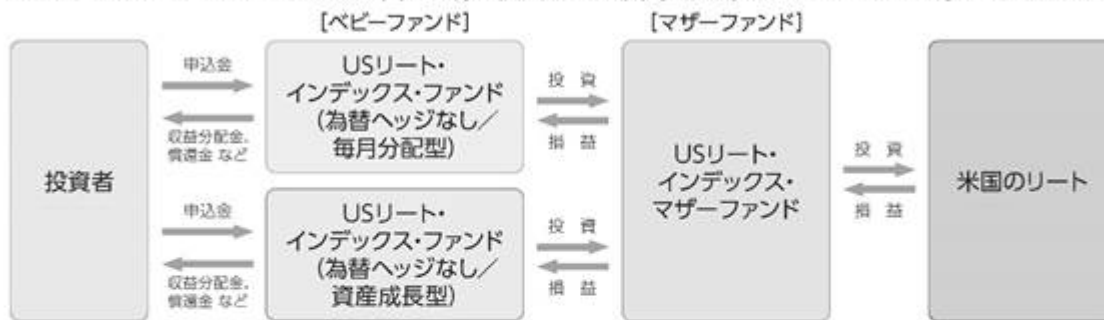 [ベビーファンド]
[マザーファンド]
投資者
申込金
収益分配金、
償還金 など
USリート・
インデックス・ファンド
(為替ヘッジなし／
毎月分配型)
投 資
損 益
申込金
収益分配金、
償還金 など
USリート・
インデックス・ファンド
(為替ヘッジなし／
資産成長型)
投 資
損 益
USリート・
インデックス・
マザーファンド
投 資
損 益
米国のリート